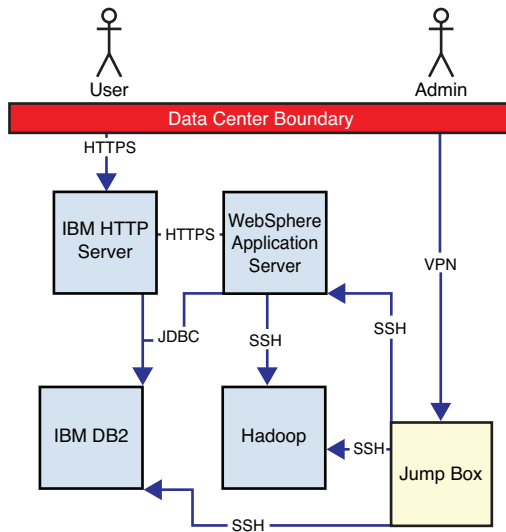 User
Admin
Data Center Boundary
HTTPS
IBM HTTP
Server
HTTPS
WebSphere
Application
Server
VPN
JDBC
SSH
SSH
IBM DB2
Hadoop
SSH
Jump Box
SSH